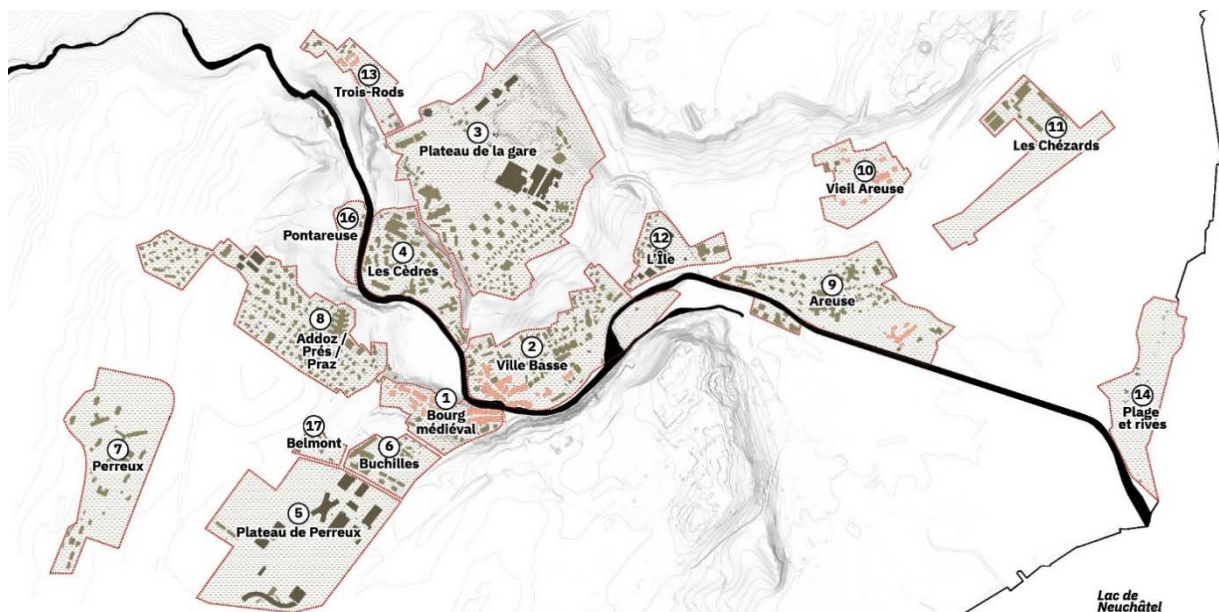 13
Trois-Rods
3
Plateau de la gare
11
Les Chézards
10
Vieil Areuse
16
Pontareuse
4
Les Cèdres
12
L'Île
9
Areuse
8
Addoz /
Prés /
Praz
2
Ville Basse
1
Bourg
médiéval
14
Plage
et rives
17
Belmont
6
Buchilles
7
Perreux
5
Plateau de Perreux
Lac de
Neuchâtel